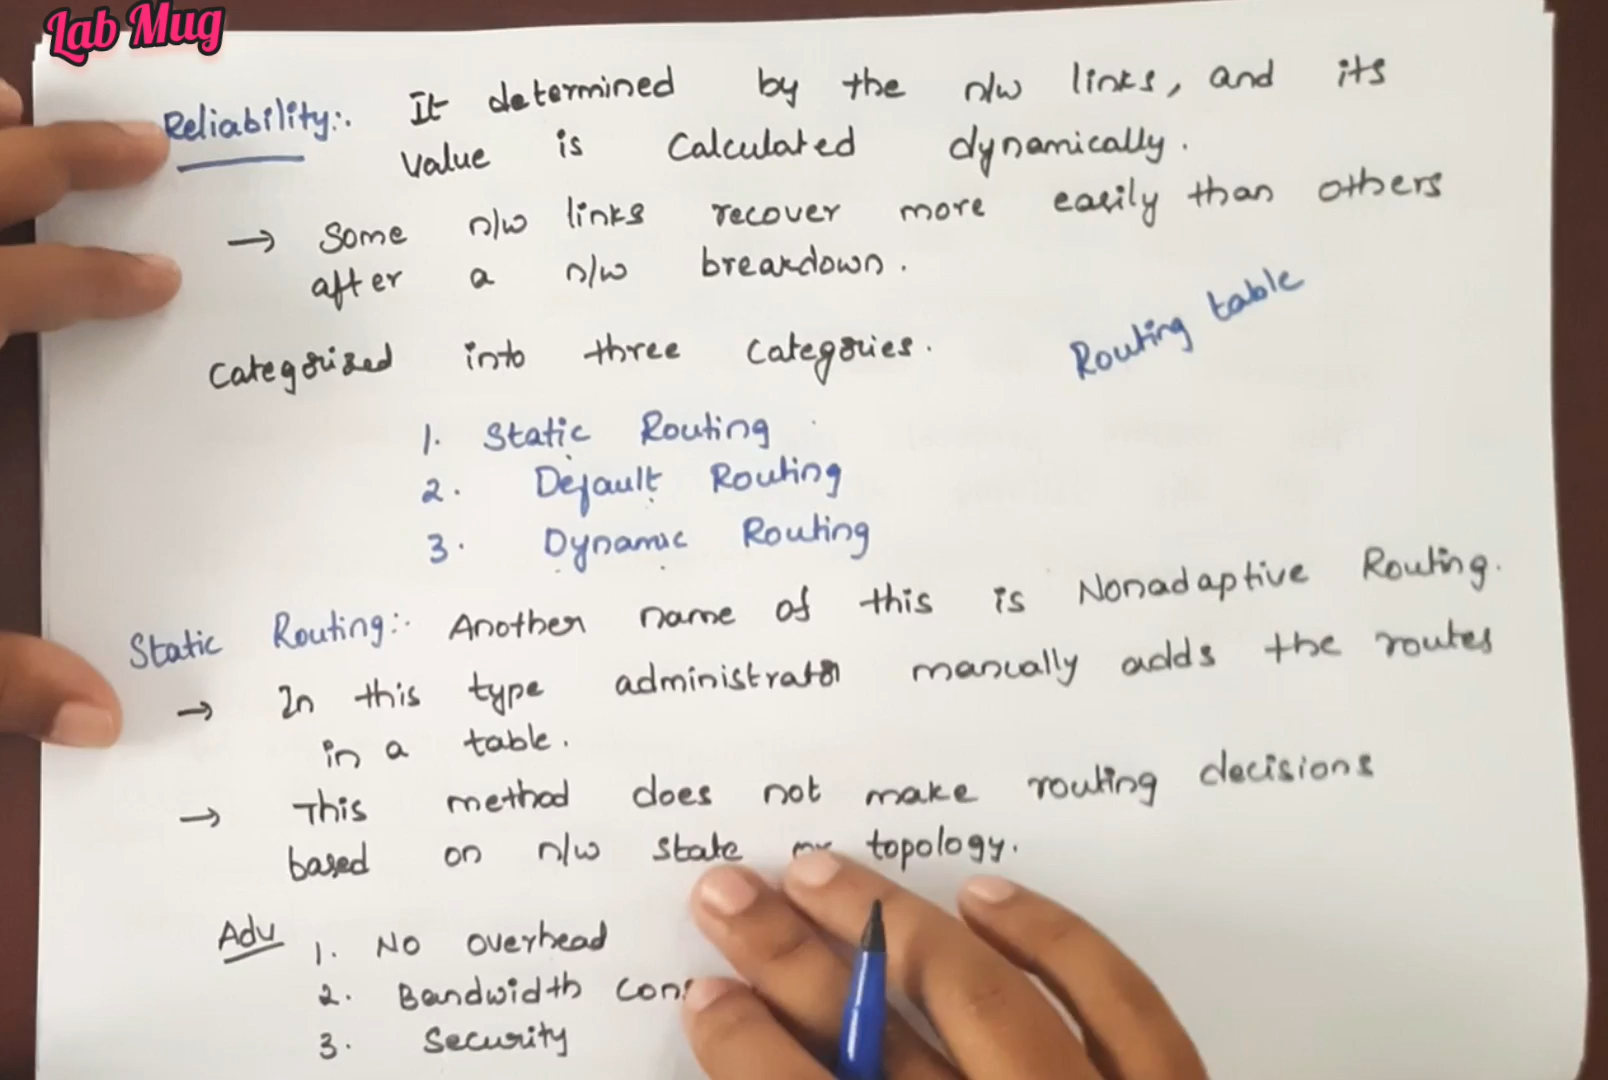 Lab Mug
Reliability:. It determined by the n/w links, and its
value is calculated dynamically.
→ Some n/w links recover more easily than others
after a n/w breakdown.
Routing table
Categorized into three categories.
1. Static Routing
2. Default Routing
3. Dynamic Routing
Static Routing:. Another name of this is Nonadaptive Routing.
→ In this type administrator manually adds the routes
in a table.
→ This method does not make routing decisions
based on n/w state or topology.
Adv 1. No overhead
2. Bandwidth
3. Security